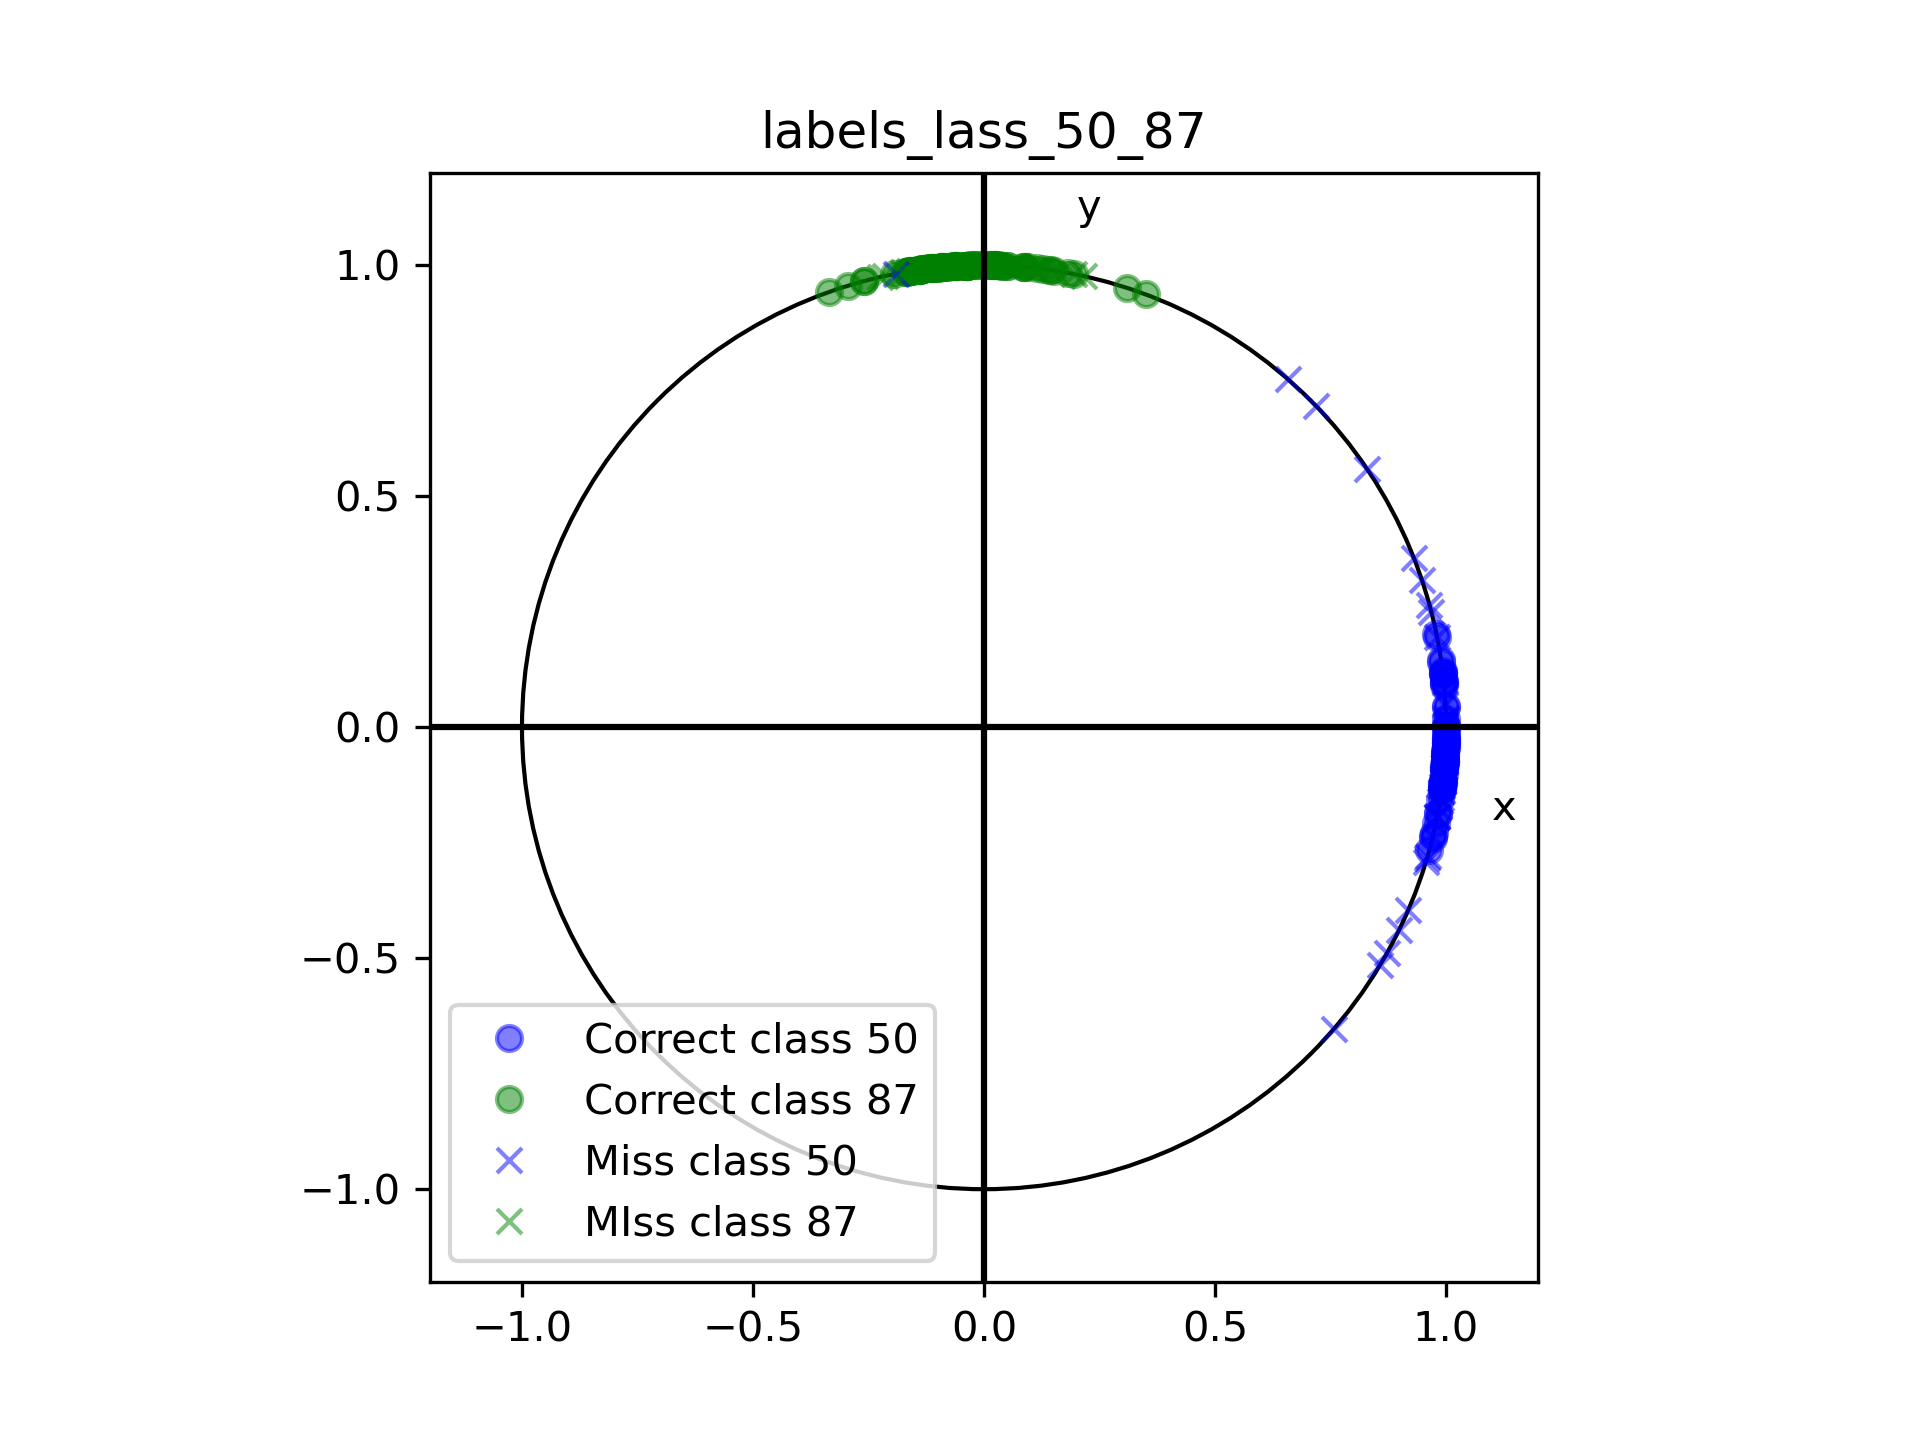 labels_lass_50_87
y
1.0
0.5
0.0
−0.5
−1.0
x
Correct class 50
Correct class 87
Miss class 50
MIss class 87
−1.0 −0.5 0.0 0.5 1.0